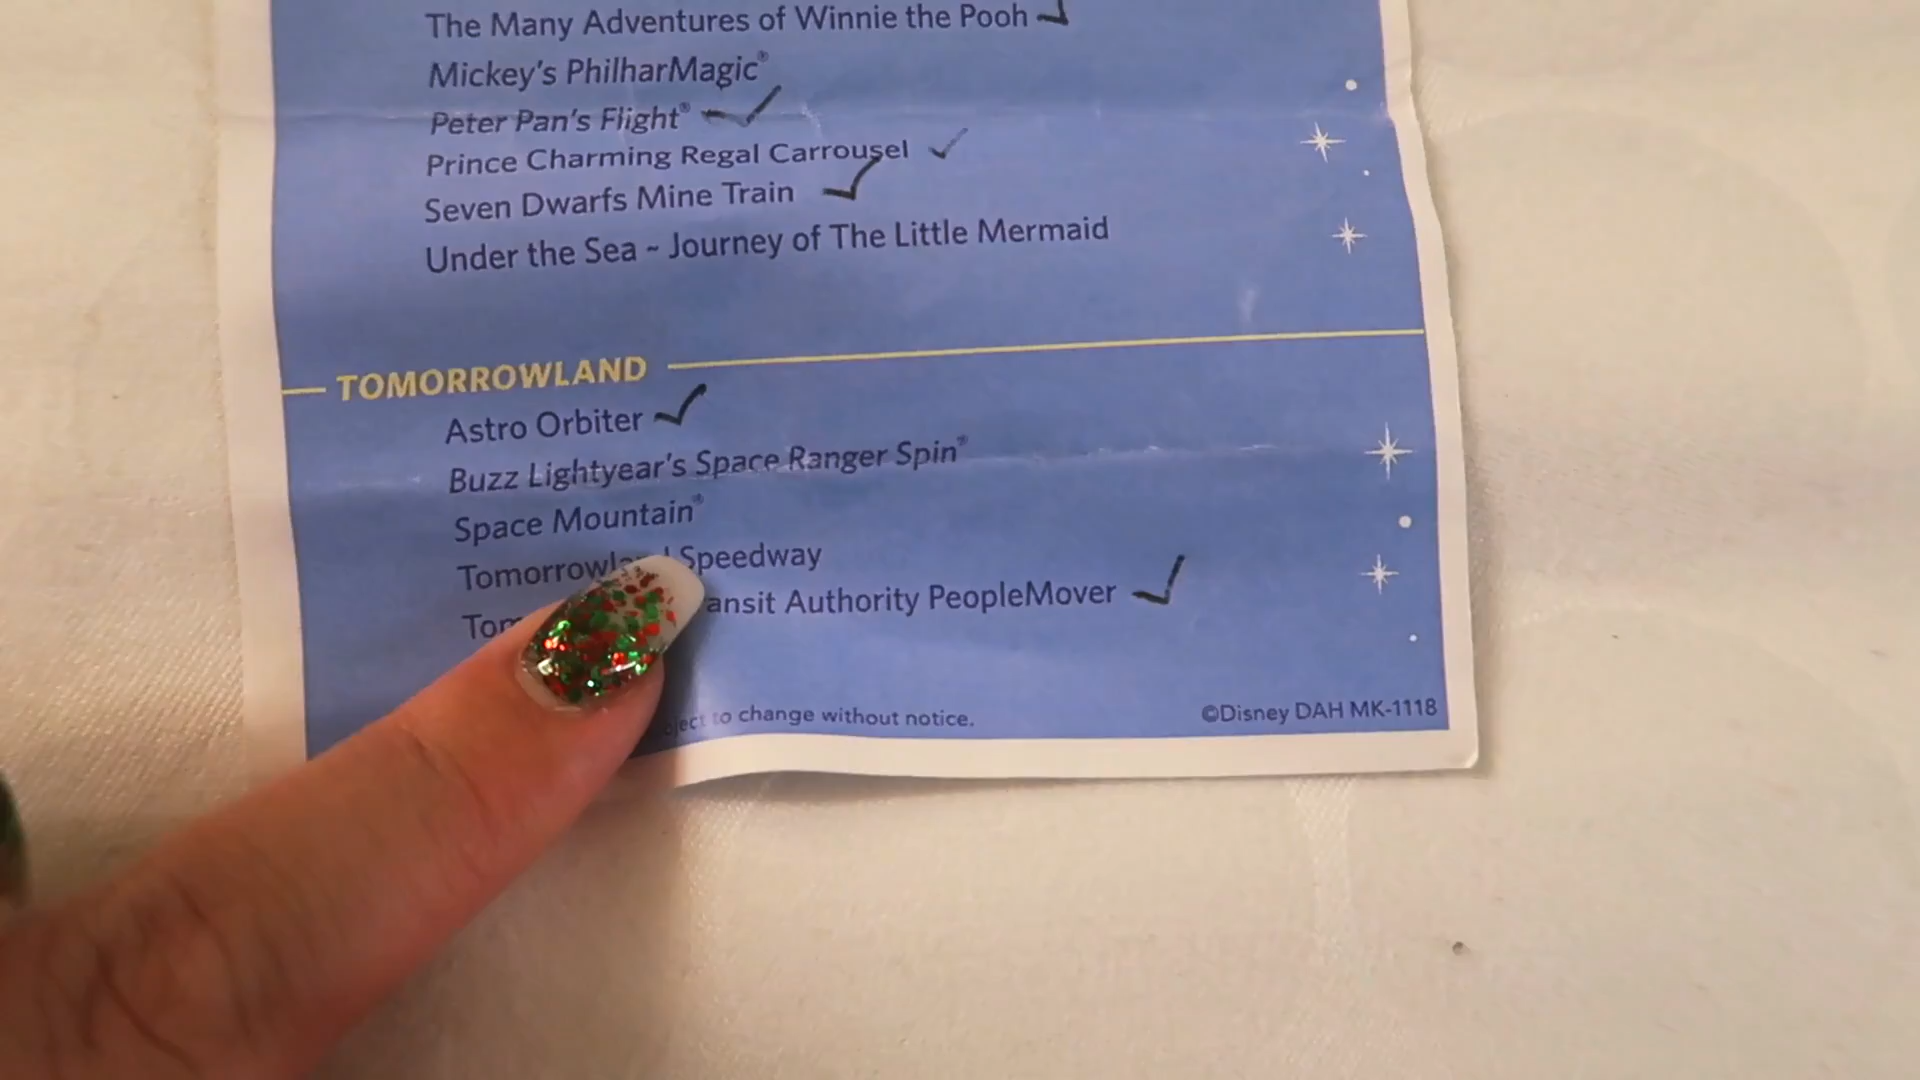 The Many Adventures of Winnie the Pooh
Mickey's PhilharMagic®
Peter Pan's Flight®
Prince Charming Regal Carrousel
Seven Dwarfs Mine Train
Under the Sea ~ Journey of The Little Mermaid
TOMORROWLAND
Astro Orbiter
Buzz Lightyear's Space Ranger Spin®
Space Mountain®
Speedway
Authority PeopleMover
to change without notice.
©Disney DAH MK-1118